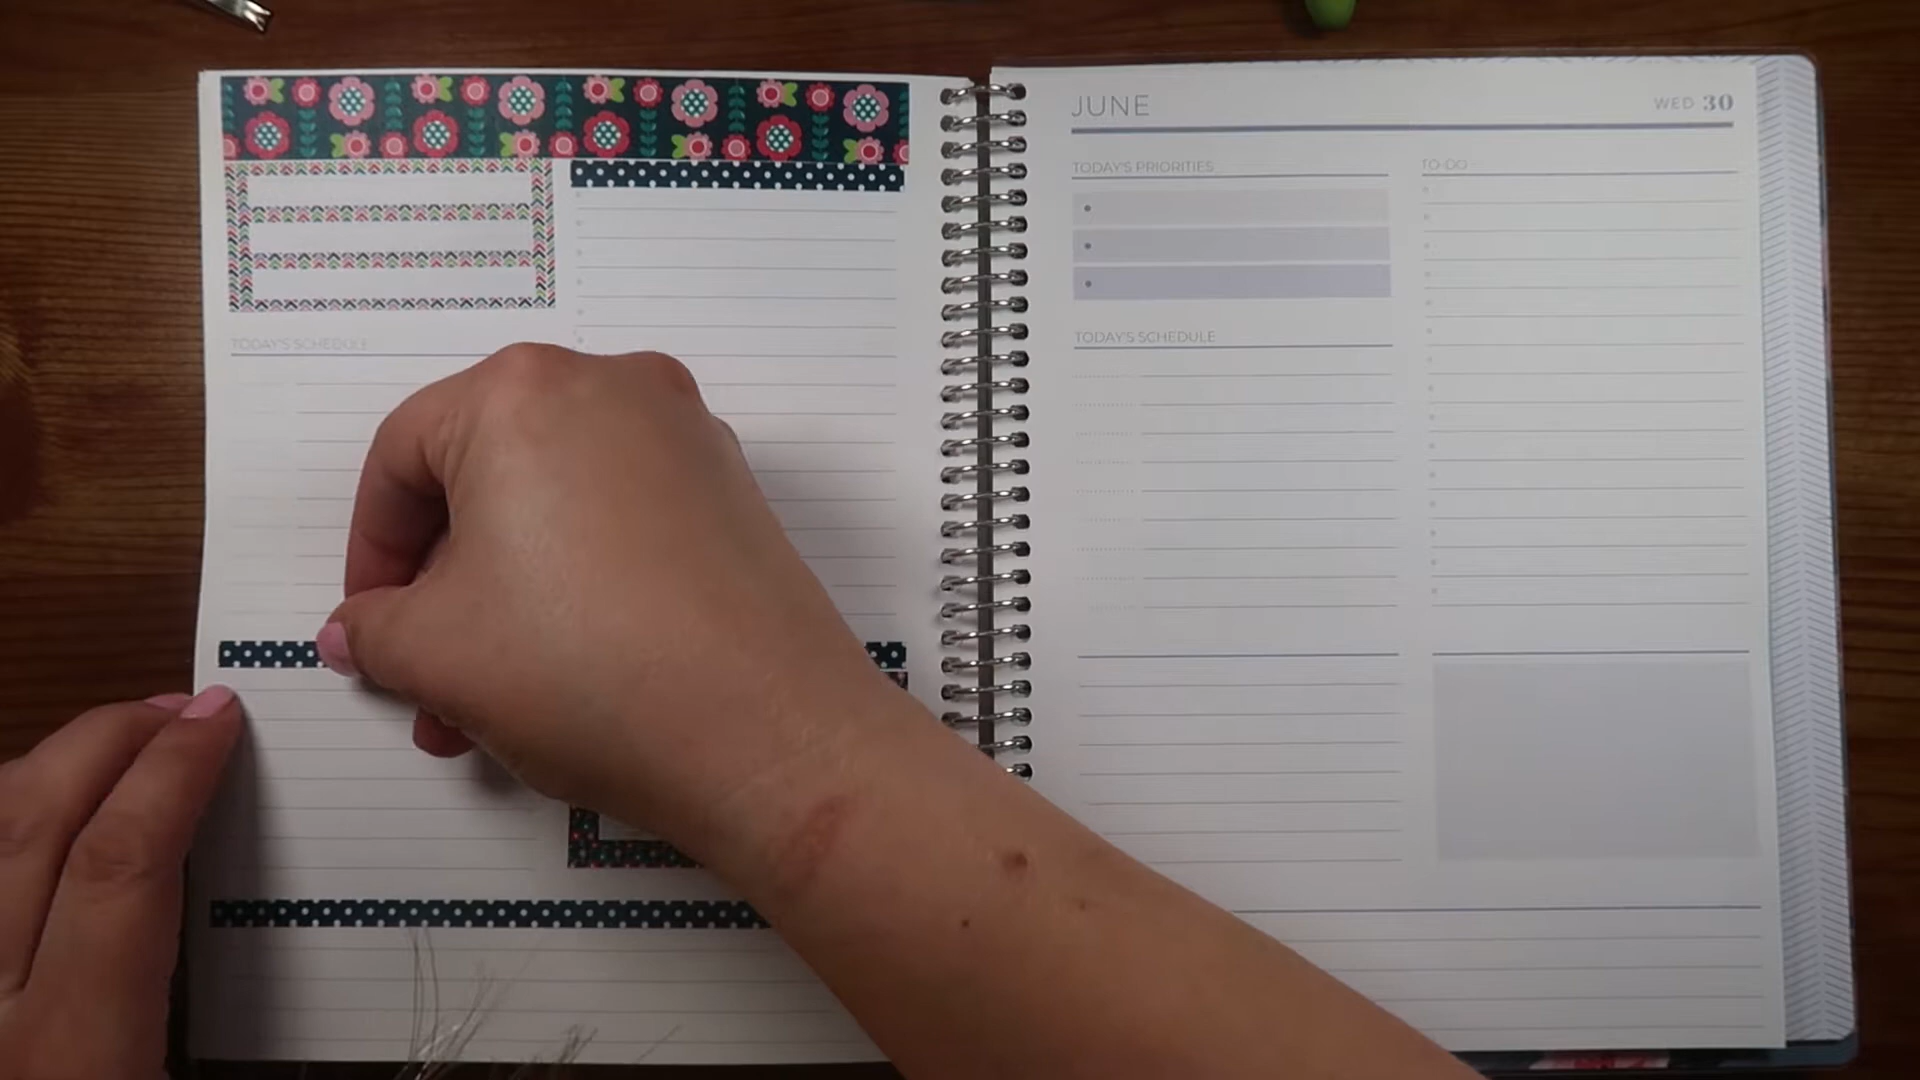 TODAY'S SCHEDULE
JUNE
WED 30
TODAY'S PRIORITIES
TO-DO
TODAY'S SCHEDULE